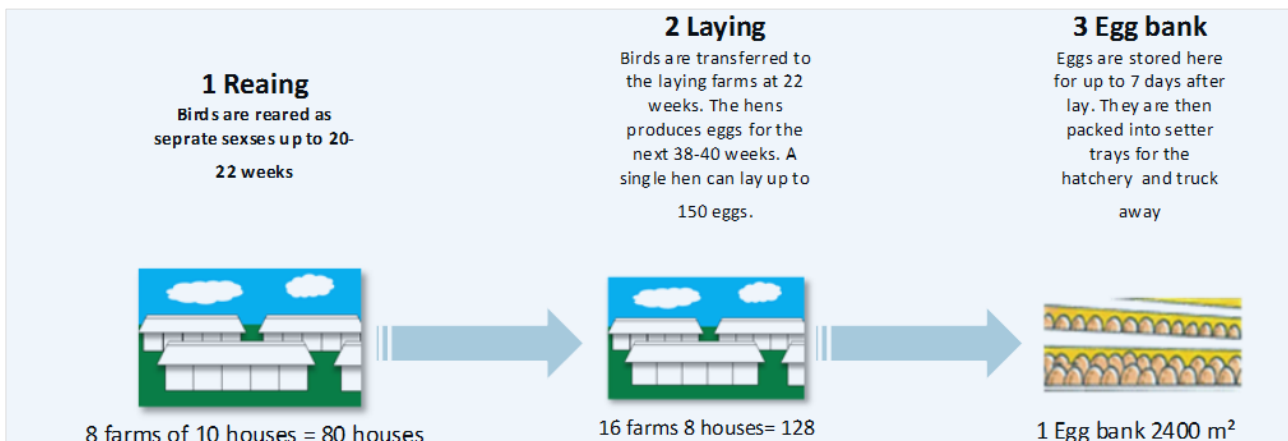 1 Reaing
Birds are reared as
seprate sexses up to 20-
22 weeks
8 farms of 10 houses = 80 houses
2 Laying
Birds are transferred to
the laying farms at 22
weeks. The hens
produces eggs for the
next 38-40 weeks. A
single hen can lay up to
150 eggs.
16 farms 8 houses= 128
3 Egg bank
Eggs are stored here
for up to 7 days after
lay. They are then
packed into setter
trays for the
hatchery and truck
away
1 Egg bank 2400 m²